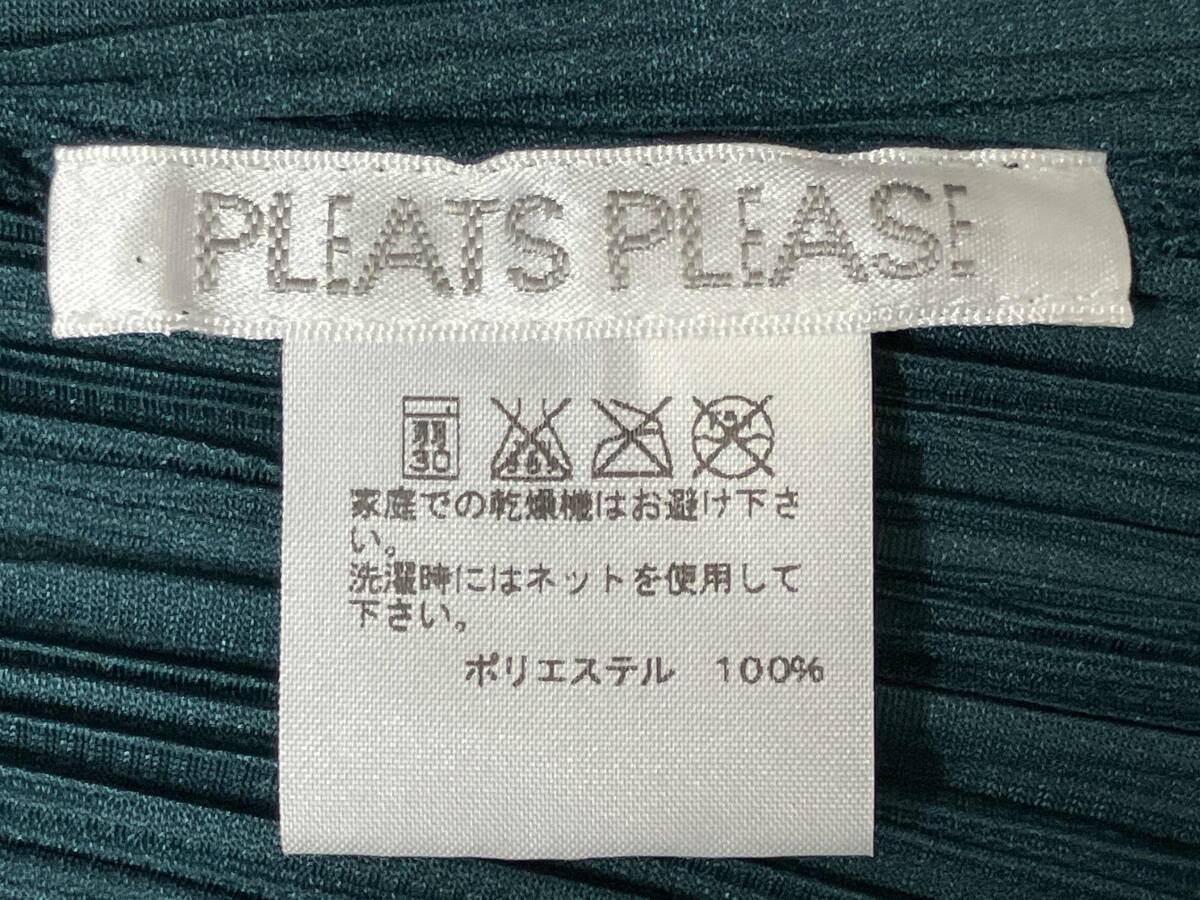 PLEATS PLEASE
弱
30
家庭での乾燥機はお避け下さ
い。
洗濯時にはネットを使用して
下さい。
ポリエステル 100%